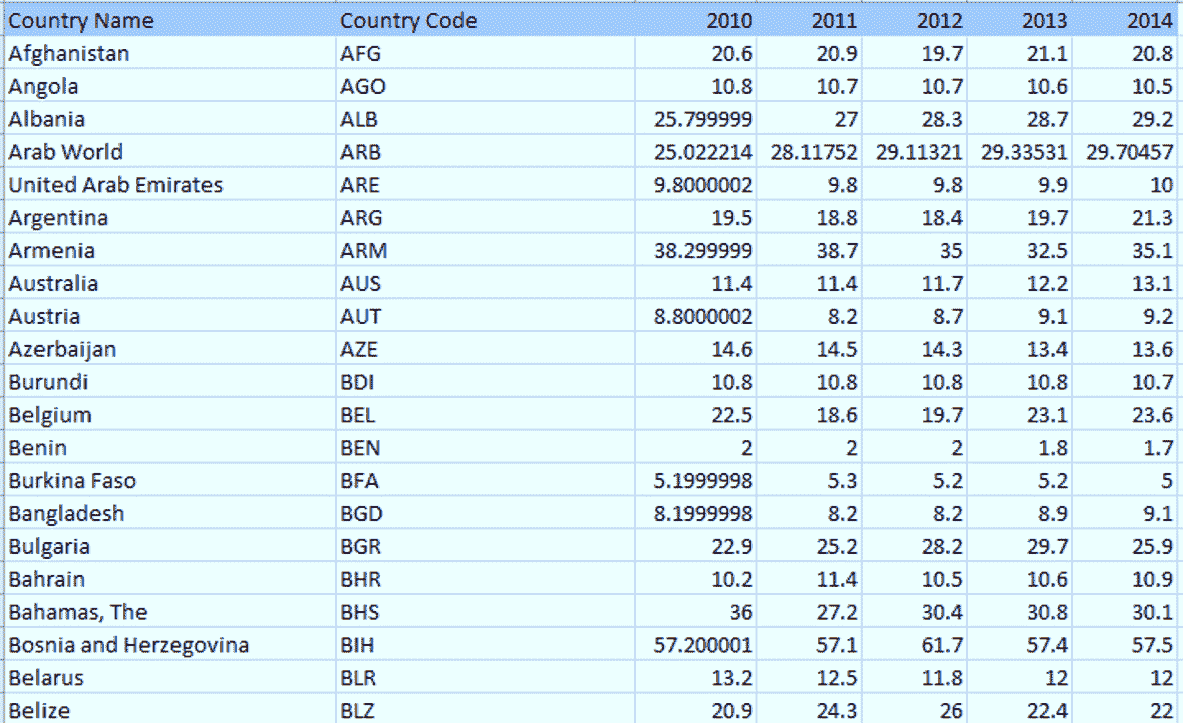 Country Name Country Code 2010 2011 2012 2013 2014
Afghanistan AFG 20.6 20.9 19.7 21.1 20.8
Angola AGO 10.8 10.7 10.7 10.6 10.5
Albania ALB 25.799999 27 28.3 28.7 29.2
Arab World ARB 25.022214 28.11752 29.11321 29.33531 29.70457
United Arab Emirates ARE 9.8000002 9.8 9.8 9.9 10
Argentina ARG 19.5 18.8 18.4 19.7 21.3
Armenia ARM 38.299999 38.7 35 32.5 35.1
Australia AUS 11.4 11.4 11.7 12.2 13.1
Austria AUT 8.8000002 8.2 8.7 9.1 9.2
Azerbaijan AZE 14.6 14.5 14.3 13.4 13.6
Burundi BDI 10.8 10.8 10.8 10.8 10.7
Belgium BEL 22.5 18.6 19.7 23.1 23.6
Benin BEN 2 2 2 1.8 1.7
Burkina Faso BFA 5.1999998 5.3 5.2 5.2 5
Bangladesh BGD 8.1999998 8.2 8.2 8.9 9.1
Bulgaria BGR 22.9 25.2 28.2 29.7 25.9
Bahrain BHR 10.2 11.4 10.5 10.6 10.9
Bahamas, The BHS 36 27.2 30.4 30.8 30.1
Bosnia and Herzegovina BIH 57.200001 57.1 61.7 57.4 57.5
Belarus BLR 13.2 12.5 11.8 12 12
Belize BLZ 20.9 24.3 26 22.4 22